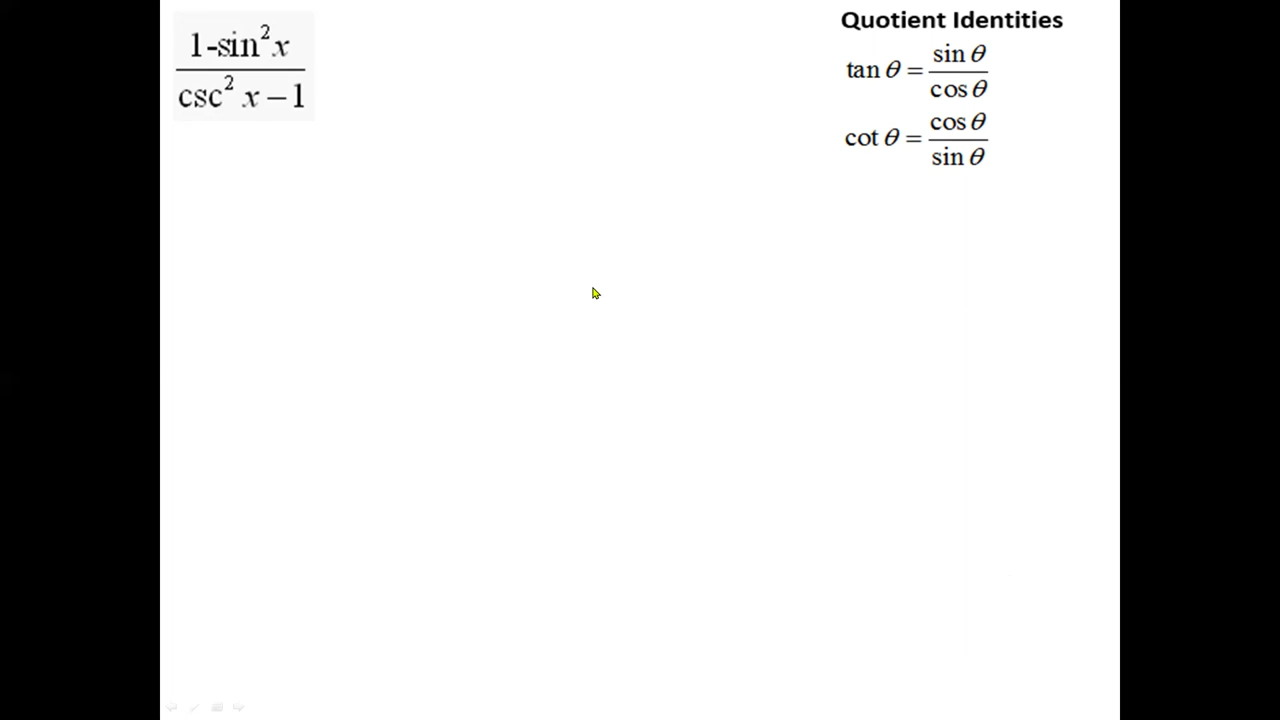 1-sin²x
csc² x – 1
Quotient Identities
tan θ = sin θ / cos θ
cot θ = cos θ / sin θ